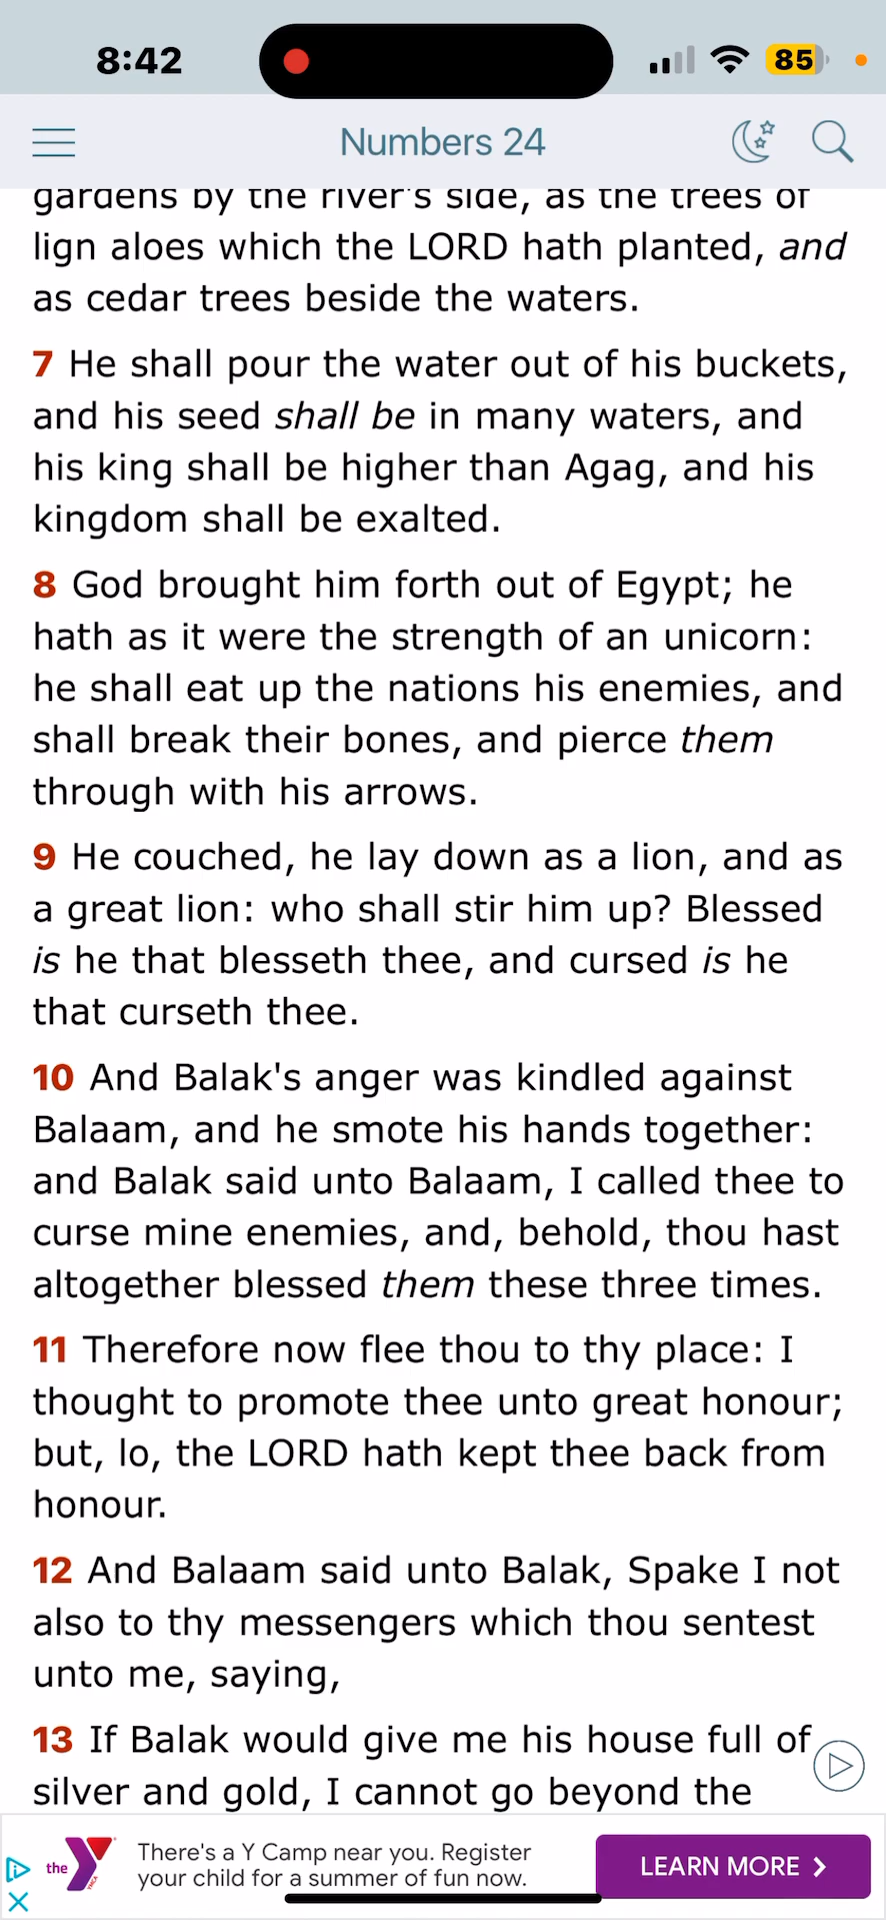 8:42
85
Numbers 24
gardens by the river's side, as the trees of
lign aloes which the LORD hath planted, and
as cedar trees beside the waters.
7 He shall pour the water out of his buckets,
and his seed shall be in many waters, and
his king shall be higher than Agag, and his
kingdom shall be exalted.
8 God brought him forth out of Egypt; he
hath as it were the strength of an unicorn:
he shall eat up the nations his enemies, and
shall break their bones, and pierce them
through with his arrows.
9 He couched, he lay down as a lion, and as
a great lion: who shall stir him up? Blessed
is he that blesseth thee, and cursed is he
that curseth thee.
10 And Balak's anger was kindled against
Balaam, and he smote his hands together:
and Balak said unto Balaam, I called thee to
curse mine enemies, and, behold, thou hast
altogether blessed them these three times.
11 Therefore now flee thou to thy place: I
thought to promote thee unto great honour;
but, lo, the LORD hath kept thee back from
honour.
12 And Balaam said unto Balak, Spake I not
also to thy messengers which thou sentest
unto me, saying,
13 If Balak would give me his house full of
silver and gold, I cannot go beyond the
the Y YMCA
There's a Y Camp near you. Register
your child for a summer of fun now.
LEARN MORE